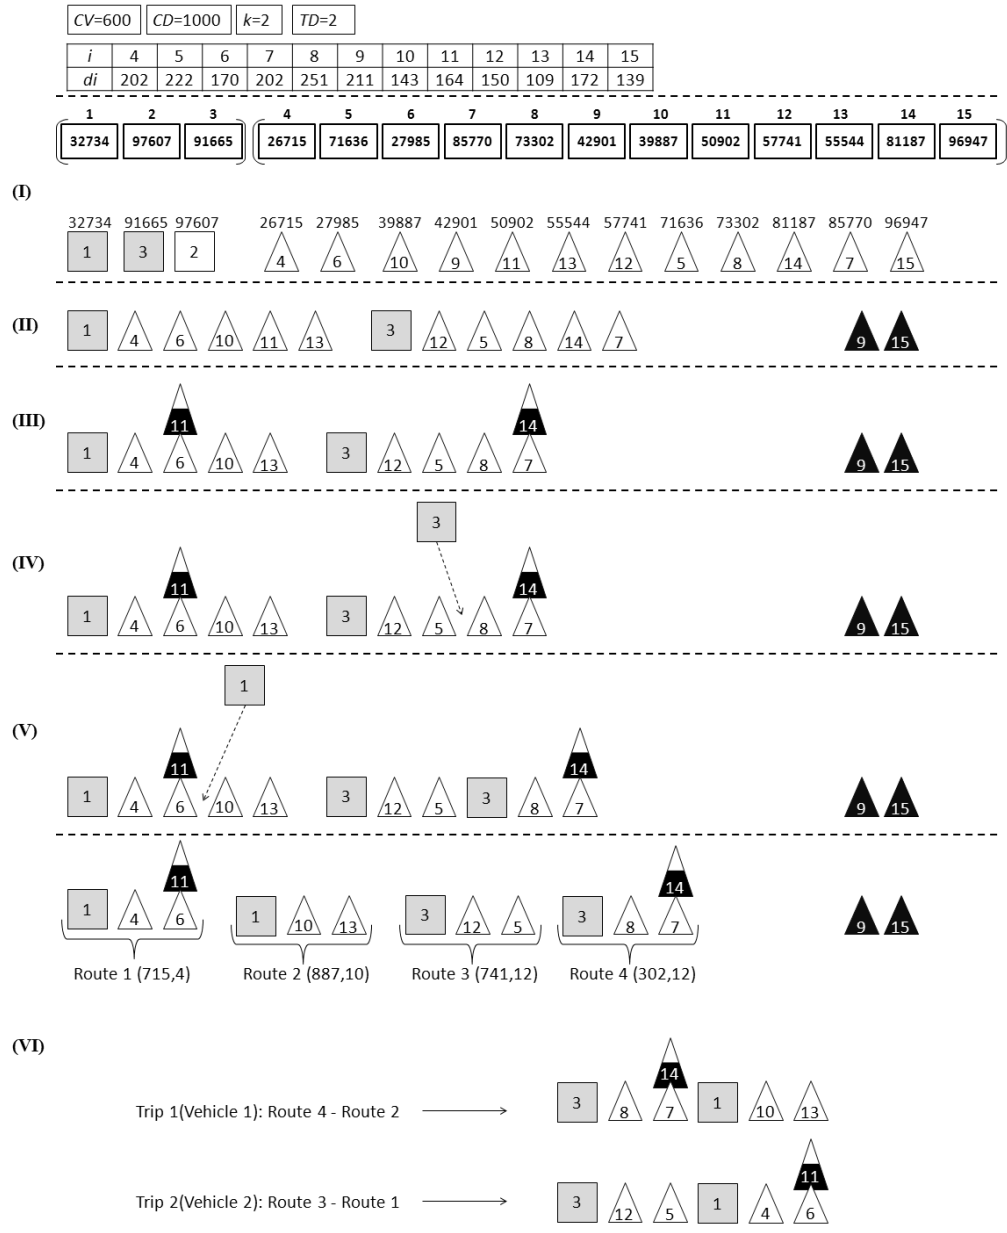 CV=600 CD=1000 k=2 TD=2
i 4 5 6 7 8 9 10 11 12 13 14 15
di 202 222 170 202 251 211 143 164 150 109 172 139
1 2 3 4 5 6 7 8 9 10 11 12 13 14 15
32734 97607 91665 26715 71636 27985 85770 73302 42901 39887 50902 57741 55544 81187 96947
(I)
32734 91665 97607 26715 27985 39887 42901 50902 55544 57741 71636 73302 81187 85770 96947
1 3 2 4 6 10 9 11 13 12 5 8 14 7 15
(II) 1 4 6 10 11 13 3 12 5 8 14 7 9 15
(III)
11 14
1 4 6 10 13 3 12 5 8 7 9 15
3
(IV)
11 14
1 4 6 10 13 3 12 5 8 7 9 15
1
(V)
11 14
1 4 6 10 13 3 12 5 3 8 7 9 15
11 14
1 4 6 1 10 13 3 12 5 3 8 7 9 15
Route 1 (715,4) Route 2 (887,10) Route 3 (741,12) Route 4 (302,12)
(VI)
14
Trip 1(Vehicle 1): Route 4 - Route 2 3 8 7 1 10 13
11
Trip 2(Vehicle 2): Route 3 - Route 1 3 12 5 1 4 6